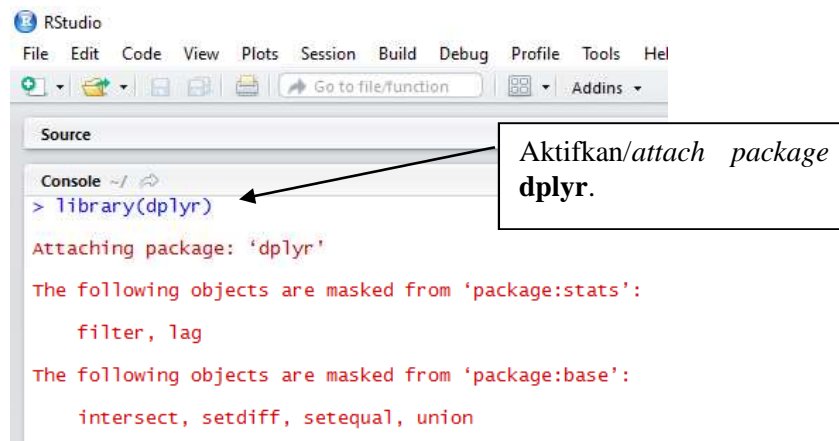 RStudio
File Edit Code View Plots Session Build Debug Profile Tools Hel
Go to file/function Addins
Source
Aktifkan/attach package
dplyr.
Console ~/
> library(dplyr)
Attaching package: ‘dplyr’
The following objects are masked from ‘package:stats’:
filter, lag
The following objects are masked from ‘package:base’:
intersect, setdiff, setequal, union